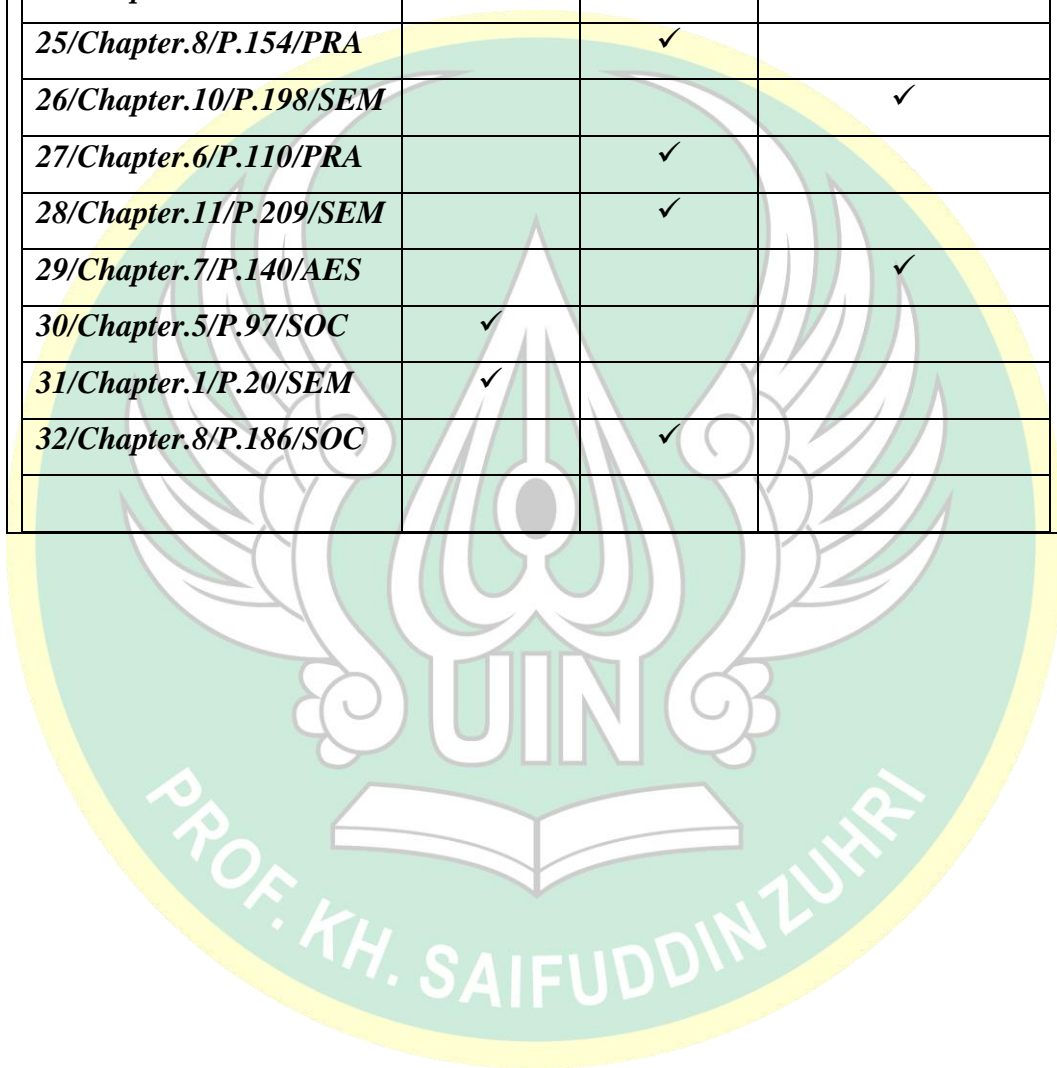 25/Chapter.8/P.154/PRA ✓
26/Chapter.10/P.198/SEM ✓
27/Chapter.6/P.110/PRA ✓
28/Chapter.11/P.209/SEM ✓
29/Chapter.7/P.140/AES ✓
30/Chapter.5/P.97/SOC ✓
31/Chapter.1/P.20/SEM ✓
32/Chapter.8/P.186/SOC ✓
UIN
PROF. KH. SAIFUDDIN ZUHRI